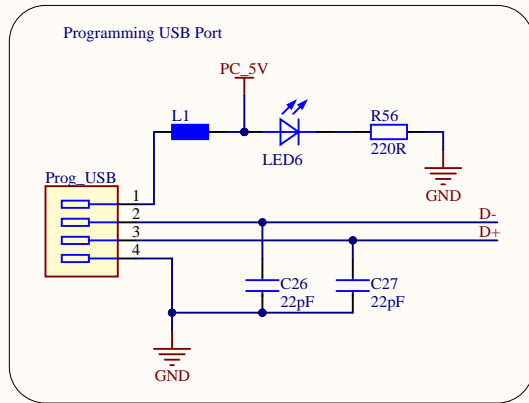 Programming USB Port
PC_5V
L1
R56
LED6
220R
GND
Prog_USB
1
2
D-
3
D+
4
C26
C27
22pF
22pF
GND